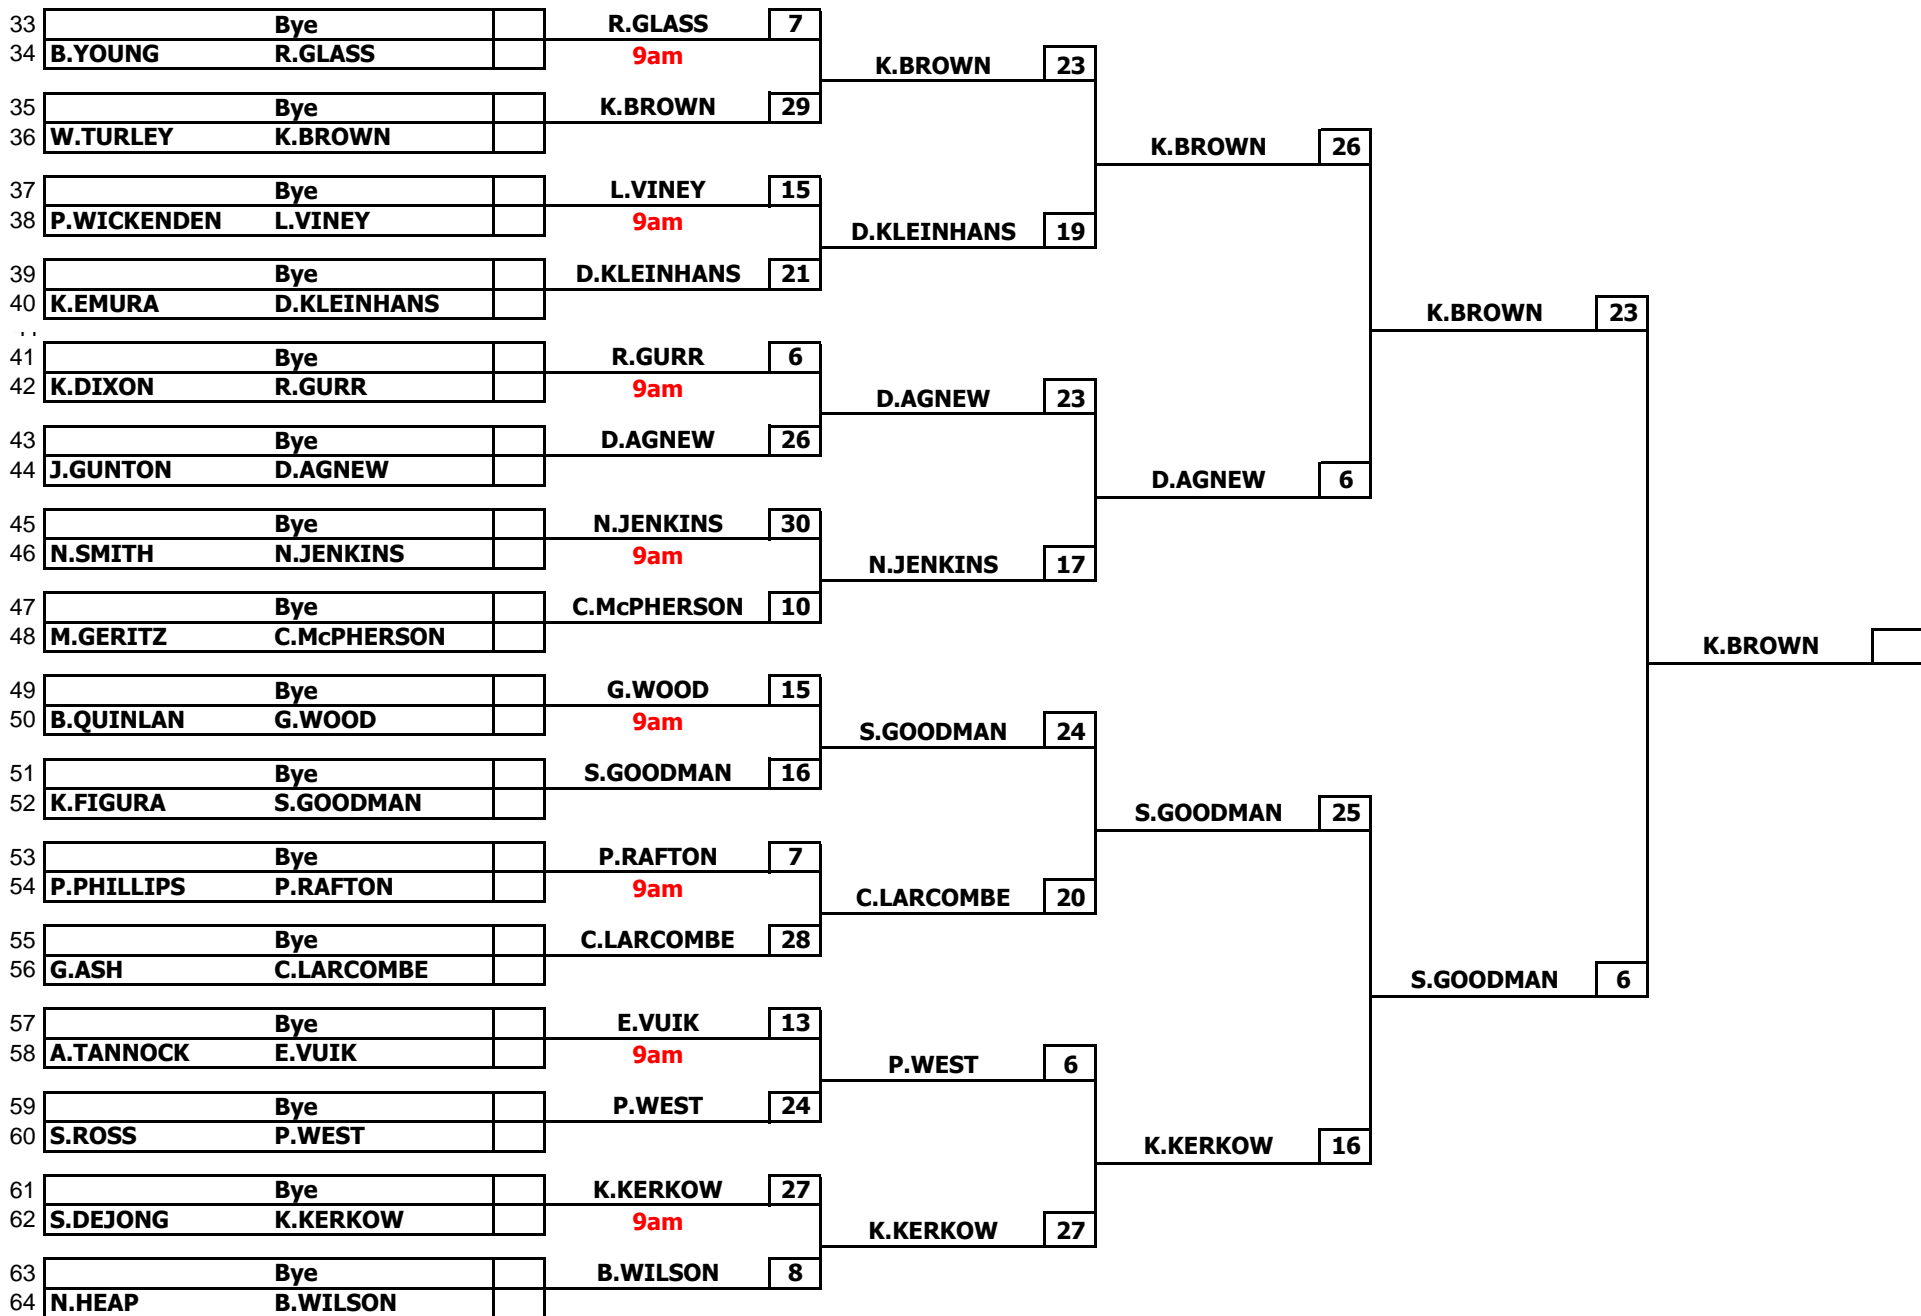 33 Bye R.GLASS 7
34 B.YOUNG R.GLASS 9am
K.BROWN 23
35 Bye K.BROWN 29
36 W.TURLEY K.BROWN
K.BROWN 26
37 Bye L.VINEY 15
38 P.WICKENDEN L.VINEY 9am
D.KLEINHANS 19
39 Bye D.KLEINHANS 21
40 K.EMURA D.KLEINHANS
K.BROWN 23
41 Bye R.GURR 6
42 K.DIXON R.GURR 9am
D.AGNEW 23
43 Bye D.AGNEW 26
44 J.GUNTON D.AGNEW
D.AGNEW 6
45 Bye N.JENKINS 30
46 N.SMITH N.JENKINS 9am
N.JENKINS 17
47 Bye C.McPHERSON 10
48 M.GERITZ C.McPHERSON
K.BROWN
49 Bye G.WOOD 15
50 B.QUINLAN G.WOOD 9am
S.GOODMAN 24
51 Bye S.GOODMAN 16
52 K.FIGURA S.GOODMAN
S.GOODMAN 25
53 Bye P.RAFTON 7
54 P.PHILLIPS P.RAFTON 9am
C.LARCOMBE 20
55 Bye C.LARCOMBE 28
56 G.ASH C.LARCOMBE
S.GOODMAN 6
57 Bye E.VUIK 13
58 A.TANNOCK E.VUIK 9am
P.WEST 6
59 Bye P.WEST 24
60 S.ROSS P.WEST
K.KERKOW 16
61 Bye K.KERKOW 27
62 S.DEJONG K.KERKOW 9am
K.KERKOW 27
63 Bye B.WILSON 8
64 N.HEAP B.WILSON